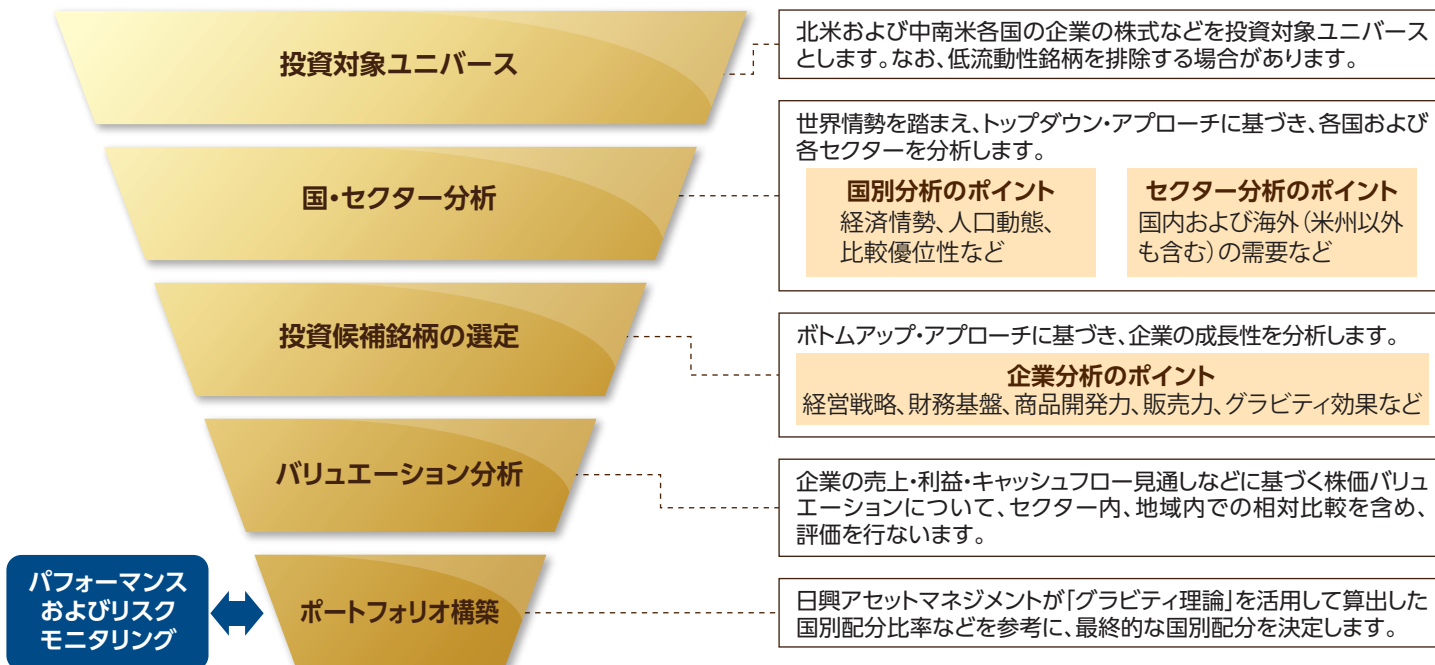 投資対象ユニバース
北米および中南米各国の企業の株式などを投資対象ユニバース
とします。なお、低流動性銘柄を排除する場合があります。
国・セクター分析
世界情勢を踏まえ、トップダウン・アプローチに基づき、各国および
各セクターを分析します。
国別分析のポイント
経済情勢、人口動態、
比較優位性など
セクター分析のポイント
国内および海外(米州以外
も含む)の需要など
投資候補銘柄の選定
ボトムアップ・アプローチに基づき、企業の成長性を分析します。
企業分析のポイント
経営戦略、財務基盤、商品開発力、販売力、グラビティ効果など
バリュエーション分析
企業の売上・利益・キャッシュフロー見通しなどに基づく株価バリュ
エーションについて、セクター内、地域内での相対比較を含め、
評価を行ないます。
パフォーマンス
およびリスク
モニタリング
ポートフォリオ構築
日興アセットマネジメントが「グラビティ理論」を活用して算出した
国別配分比率などを参考に、最終的な国別配分を決定します。